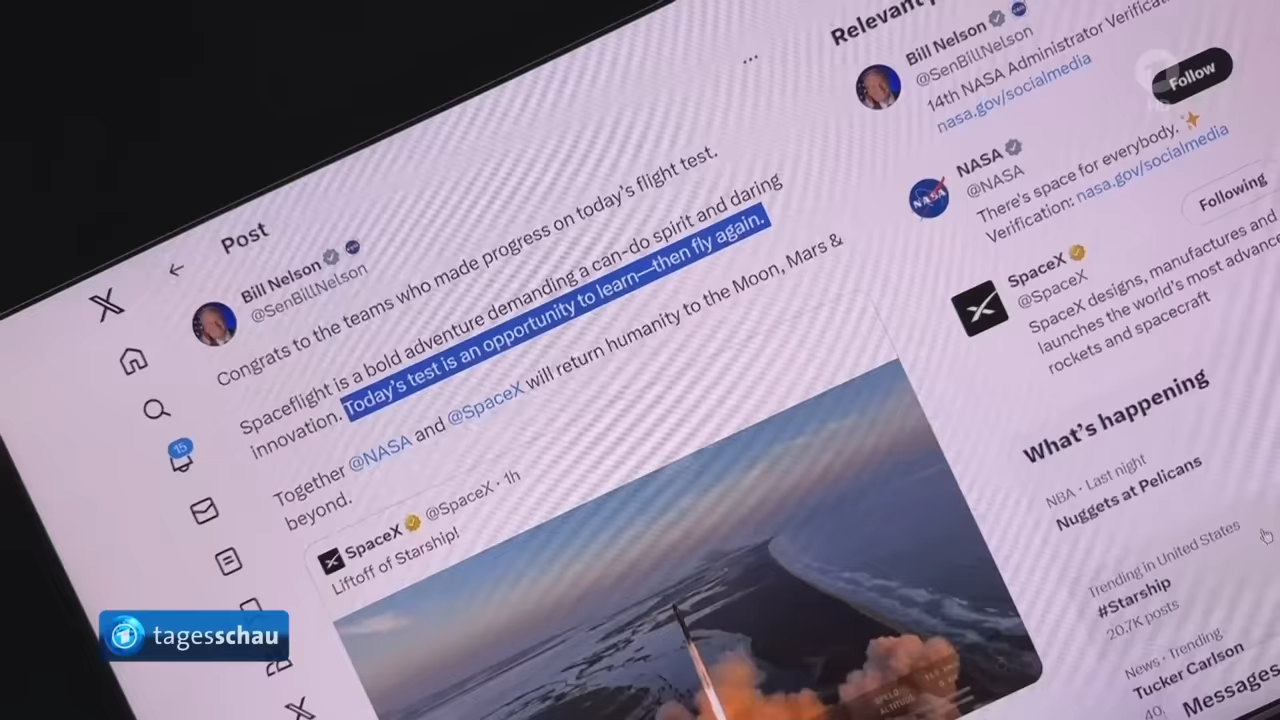 Post
Bill Nelson
@SenBillNelson
Congrats to the teams who made progress on today's flight test.
Spaceflight is a bold adventure demanding a can-do spirit and daring
innovation. Today's test is an opportunity to learn—then fly again.
Together @NASA and @SpaceX will return humanity to the Moon, Mars &
beyond.
SpaceX @SpaceX · 1h
Liftoff of Starship!
15
Relevant
Bill Nelson
@SenBillNelson
14th NASA Administrator
nasa.gov/socialmedia
Follow
NASA
@NASA
There's space for everybody. ✨
Verification: nasa.gov/socialmedia
Following
SpaceX
@SpaceX
SpaceX designs, manufactures and
launches the world's most
rockets and spacecraft
What's happening
NBA · Last night
Nuggets at Pelicans
Trending in United States
#Starship
20.7K posts
News · Trending
Tucker Carlson
Messages
tagesschau